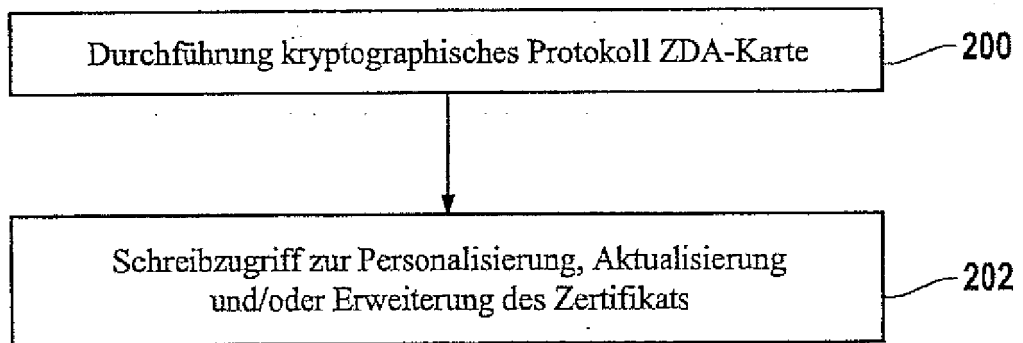 Durchführung kryptographisches Protokoll ZDA-Karte
200
Schreibzugriff zur Personalisierung, Aktualisierung
und/oder Erweiterung des Zertifikats
202